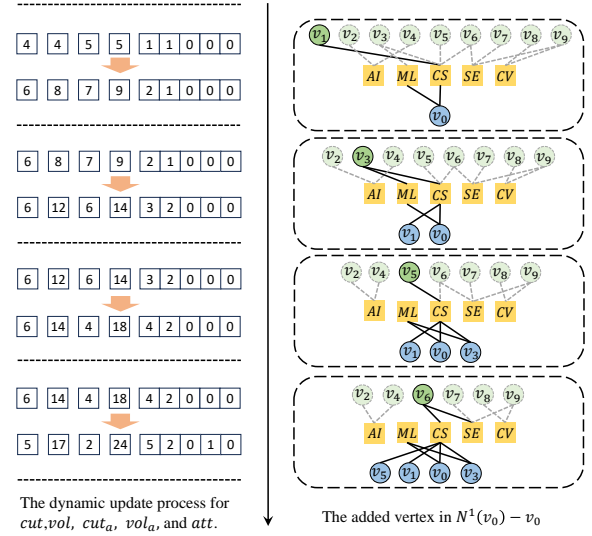 4 4 5 5 1 1 0 0 0
6 8 7 9 2 1 0 0 0
6 8 7 9 2 1 0 0 0
6 12 6 14 3 2 0 0 0
6 12 6 14 3 2 0 0 0
6 14 4 18 4 2 0 0 0
6 14 4 18 4 2 0 0 0
5 17 2 24 5 2 0 1 0
The dynamic update process for
cut,vol, cutₐ, volₐ, and att.
v₁ v₂ v₃ v₄ v₅ v₆ v₇ v₈ v₉
AI ML CS SE CV
v₀
v₂ v₃ v₄ v₅ v₆ v₇ v₈ v₉
AI ML CS SE CV
v₁ v₀
v₂ v₄ v₅ v₆ v₇ v₈ v₉
AI ML CS SE CV
v₁ v₀ v₃
v₂ v₄ v₆ v₇ v₈ v₉
AI ML CS SE CV
v₅ v₁ v₀ v₃
The added vertex in N¹(v₀) − v₀